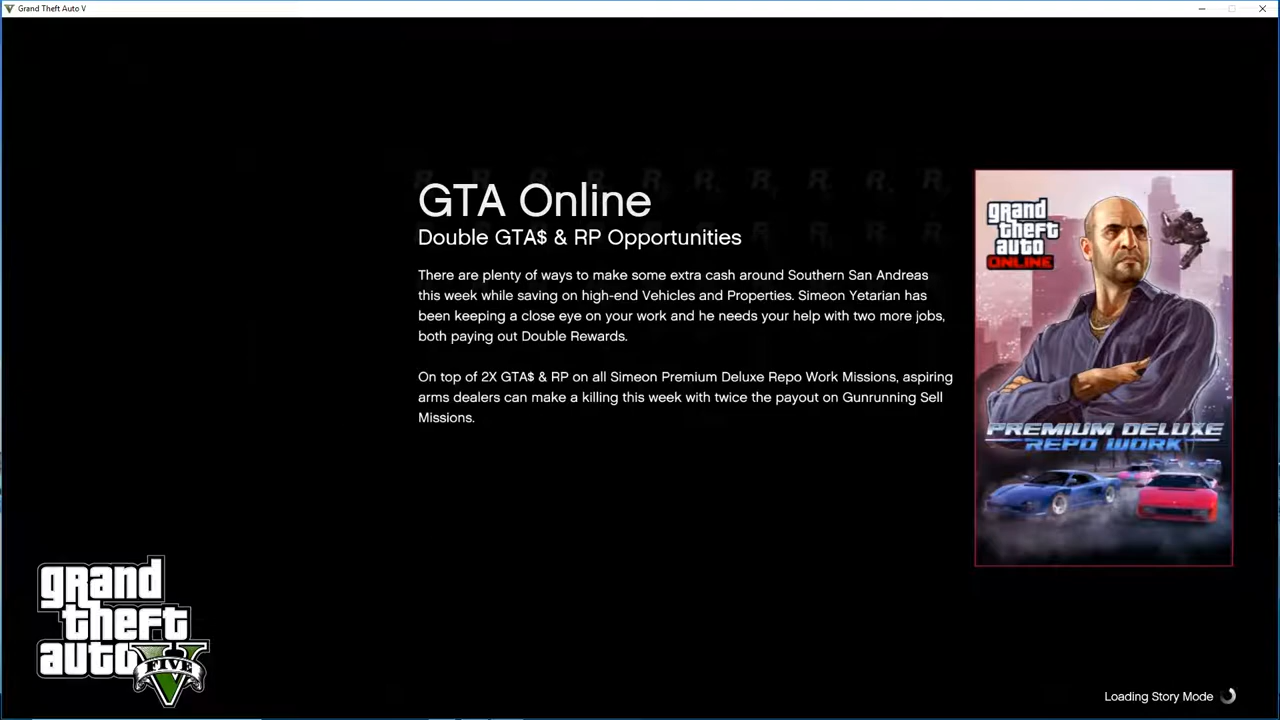 Grand Theft Auto V
GTA Online
Double GTA$ & RP Opportunities
There are plenty of ways to make some extra cash around Southern San Andreas
this week while saving on high-end Vehicles and Properties. Simeon Yetarian has
been keeping a close eye on your work and he needs your help with two more jobs,
both paying out Double Rewards.
On top of 2X GTA$ & RP on all Simeon Premium Deluxe Repo Work Missions, aspiring
arms dealers can make a killing this week with twice the payout on Gunrunning Sell
Missions.
grand
theft
auto
ONLINE
PREMIUM DELUXE
REPO WORK
grand
theft
auto
V
FIVE
Loading Story Mode